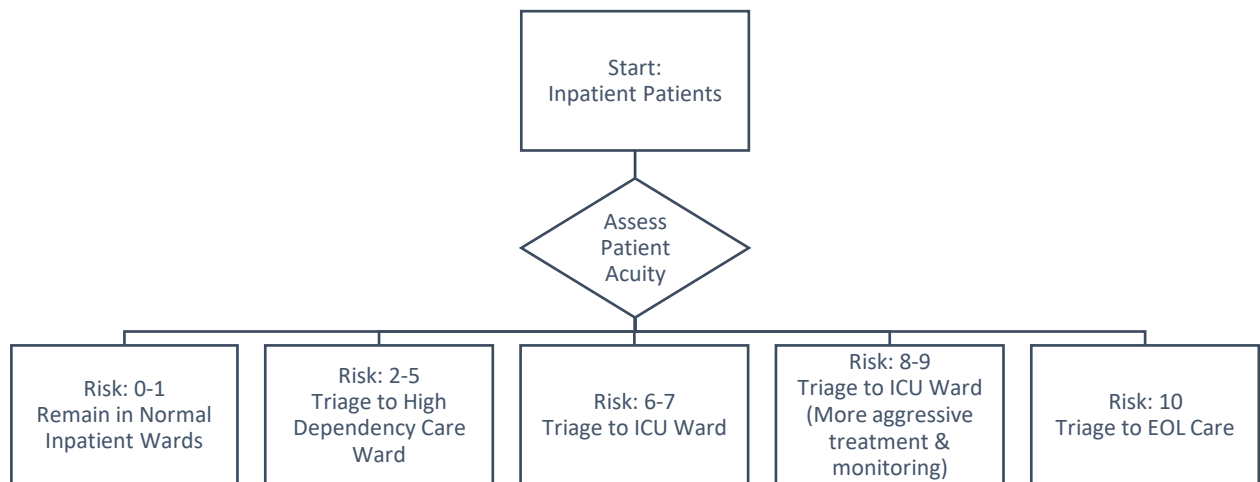 Start:
Inpatient Patients
Assess
Patient
Acuity
Risk: 0-1
Remain in Normal
Inpatient Wards
Risk: 2-5
Triage to High
Dependency Care
Ward
Risk: 6-7
Triage to ICU Ward
Risk: 8-9
Triage to ICU Ward
(More aggressive
treatment &
monitoring)
Risk: 10
Triage to EOL Care